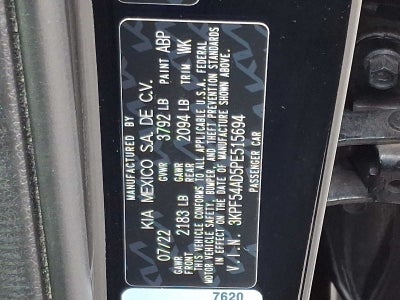 MANUFACTURED BY
KIA MEXICO S.A. DE C.V.
07/22 GVWR 3792 LB PAINT ABP
GAWR FRONT 2183 LB GAWR REAR 2094 LB TRIM WK
THIS VEHICLE CONFORMS TO ALL APPLICABLE U.S.A. FEDERAL
MOTOR VEHICLE SAFETY, BUMPER, AND THEFT PREVENTION STANDARDS
IN EFFECT ON THE DATE OF MANUFACTURE SHOWN ABOVE.
V.I.N. 3KPF54AD5PE515694
PASSENGER CAR
7620